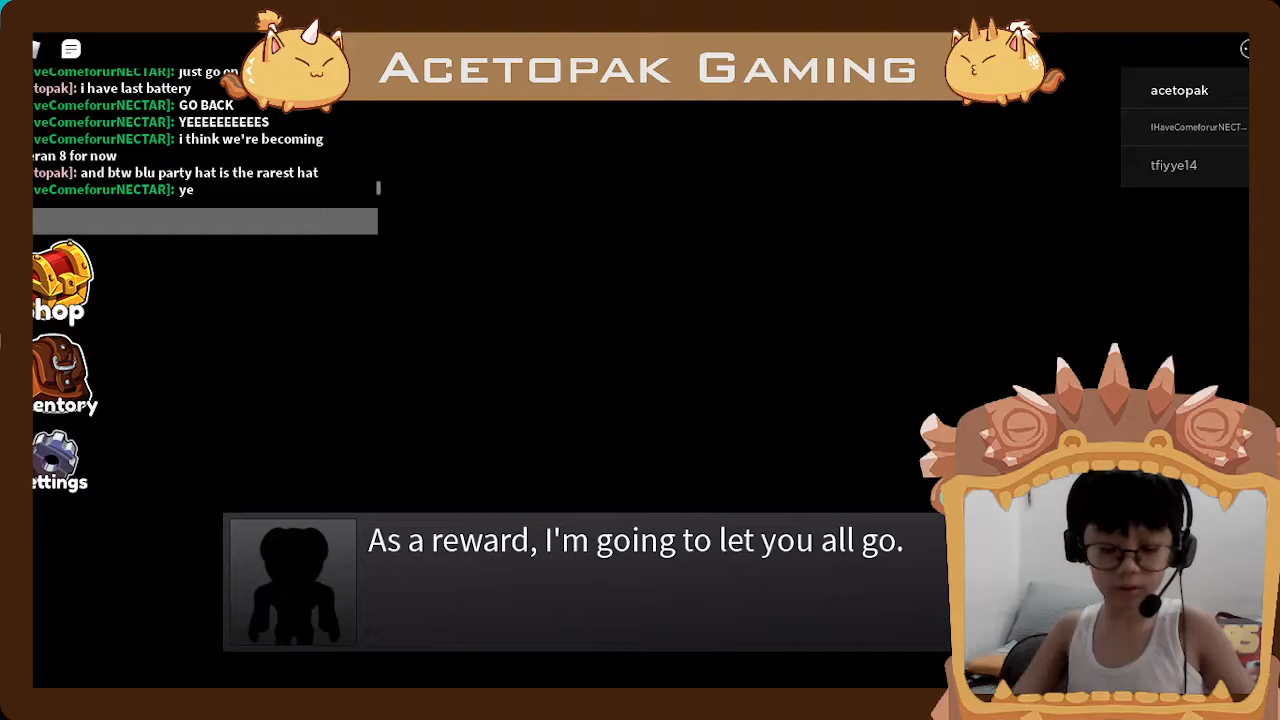 ACETOPAK GAMING
veComeforurNECTAR]: just go on
topak]: i have last battery
veComeforurNECTAR]: GO BACK
veComeforurNECTAR]: YEEEEEEEEEES
veComeforurNECTAR]: i think we're becoming
eran 8 for now
topak]: and btw blu party hat is the rarest hat
veComeforurNECTAR]: ye
acetopak
IHaveComeforurNECT...
tfiyye14
hop
entory
ettings
As a reward, I'm going to let you all go.